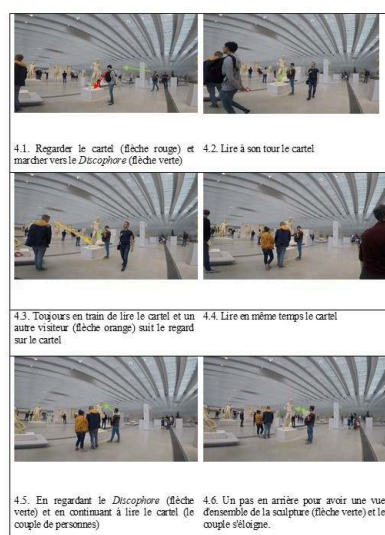 4.1. Regarder le cartel (flèche rouge) et
marcher vers le Discophore (flèche verte)
4.2. Lire à son tour le cartel
4.3. Toujours en train de lire le cartel et un
autre visiteur (flèche orange) suit le regard
sur le cartel
4.4. Lire en même temps le cartel
4.5. En regardant le Discophore (flèche
verte) et en continuant à lire le cartel (le
couple de personnes)
4.6. Un pas en arrière pour avoir une vue
d'ensemble de la sculpture (flèche verte) et le
couple s'éloigne.